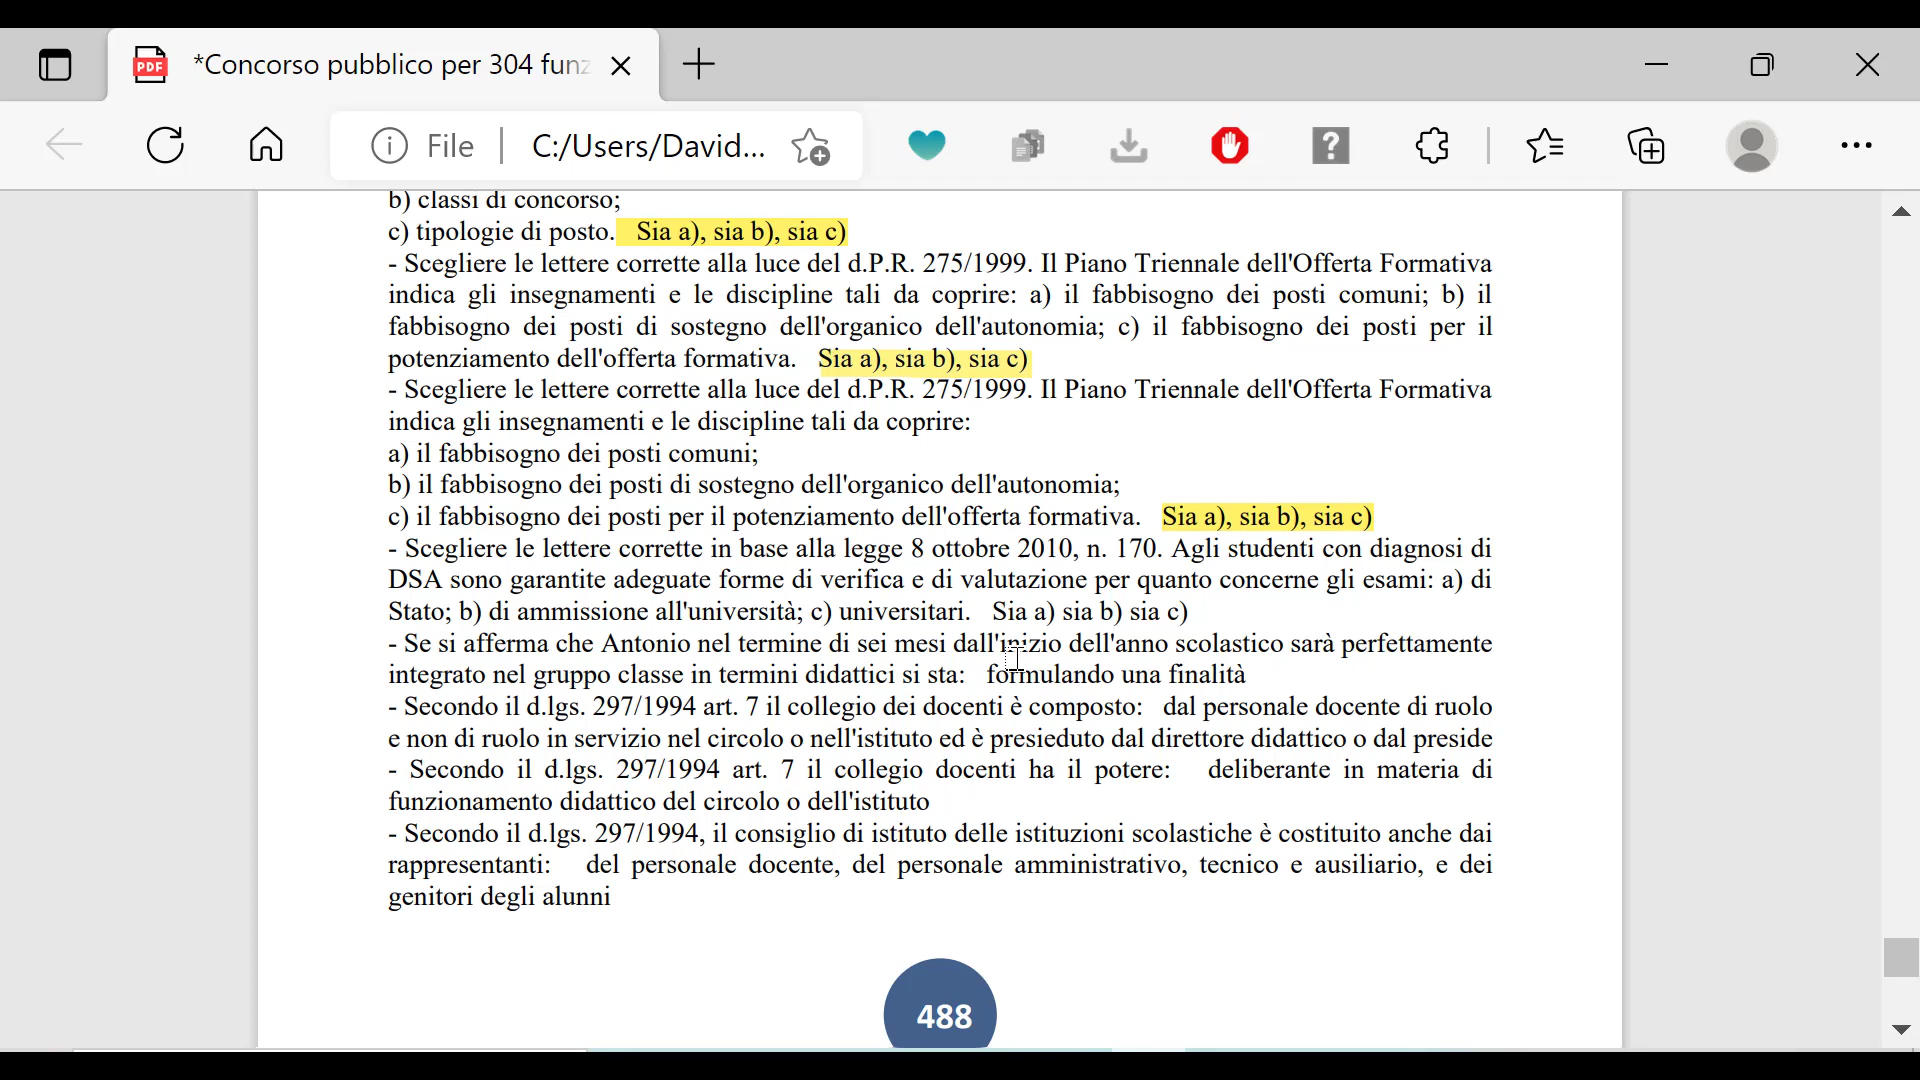 *Concorso pubblico per 304 funz
File
C:/Users/David...
b) classi di concorso;
c) tipologie di posto. Sia a), sia b), sia c)
- Scegliere le lettere corrette alla luce del d.P.R. 275/1999. Il Piano Triennale dell'Offerta Formativa
indica gli insegnamenti e le discipline tali da coprire: a) il fabbisogno dei posti comuni; b) il
fabbisogno dei posti di sostegno dell'organico dell'autonomia; c) il fabbisogno dei posti per il
potenziamento dell'offerta formativa. Sia a), sia b), sia c)
- Scegliere le lettere corrette alla luce del d.P.R. 275/1999. Il Piano Triennale dell'Offerta Formativa
indica gli insegnamenti e le discipline tali da coprire:
a) il fabbisogno dei posti comuni;
b) il fabbisogno dei posti di sostegno dell'organico dell'autonomia;
c) il fabbisogno dei posti per il potenziamento dell'offerta formativa. Sia a), sia b), sia c)
- Scegliere le lettere corrette in base alla legge 8 ottobre 2010, n. 170. Agli studenti con diagnosi di
DSA sono garantite adeguate forme di verifica e di valutazione per quanto concerne gli esami: a) di
Stato; b) di ammissione all'università; c) universitari. Sia a) sia b) sia c)
- Se si afferma che Antonio nel termine di sei mesi dall'inizio dell'anno scolastico sarà perfettamente
integrato nel gruppo classe in termini didattici si sta: formulando una finalità
- Secondo il d.lgs. 297/1994 art. 7 il collegio dei docenti è composto: dal personale docente di ruolo
e non di ruolo in servizio nel circolo o nell'istituto ed è presieduto dal direttore didattico o dal preside
- Secondo il d.lgs. 297/1994 art. 7 il collegio docenti ha il potere: deliberante in materia di
funzionamento didattico del circolo o dell'istituto
- Secondo il d.lgs. 297/1994, il consiglio di istituto delle istituzioni scolastiche è costituito anche dai
rappresentanti: del personale docente, del personale amministrativo, tecnico e ausiliario, e dei
genitori degli alunni
488